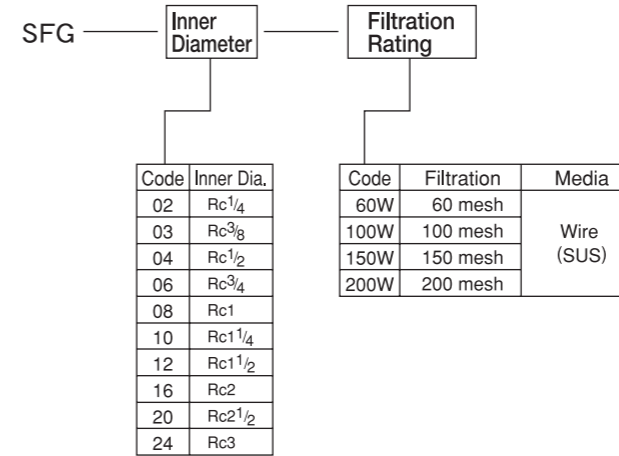 SFG
Inner
Diameter
Filtration
Rating
Code Inner Dia.
02 Rc1/4
03 Rc3/8
04 Rc1/2
06 Rc3/4
08 Rc1
10 Rc1 1/4
12 Rc1 1/2
16 Rc2
20 Rc2 1/2
24 Rc3
Code Filtration Media
60W 60 mesh
100W 100 mesh
150W 150 mesh
200W 200 mesh
Wire
(SUS)